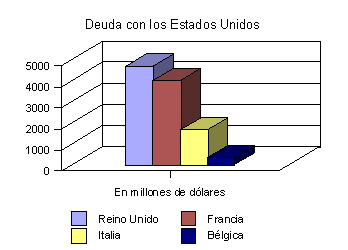 Deuda con los Estados Unidos
5000
4000
3000
2000
1000
0
En millones de dólares
Reino Unido
Francia
Italia
Bélgica